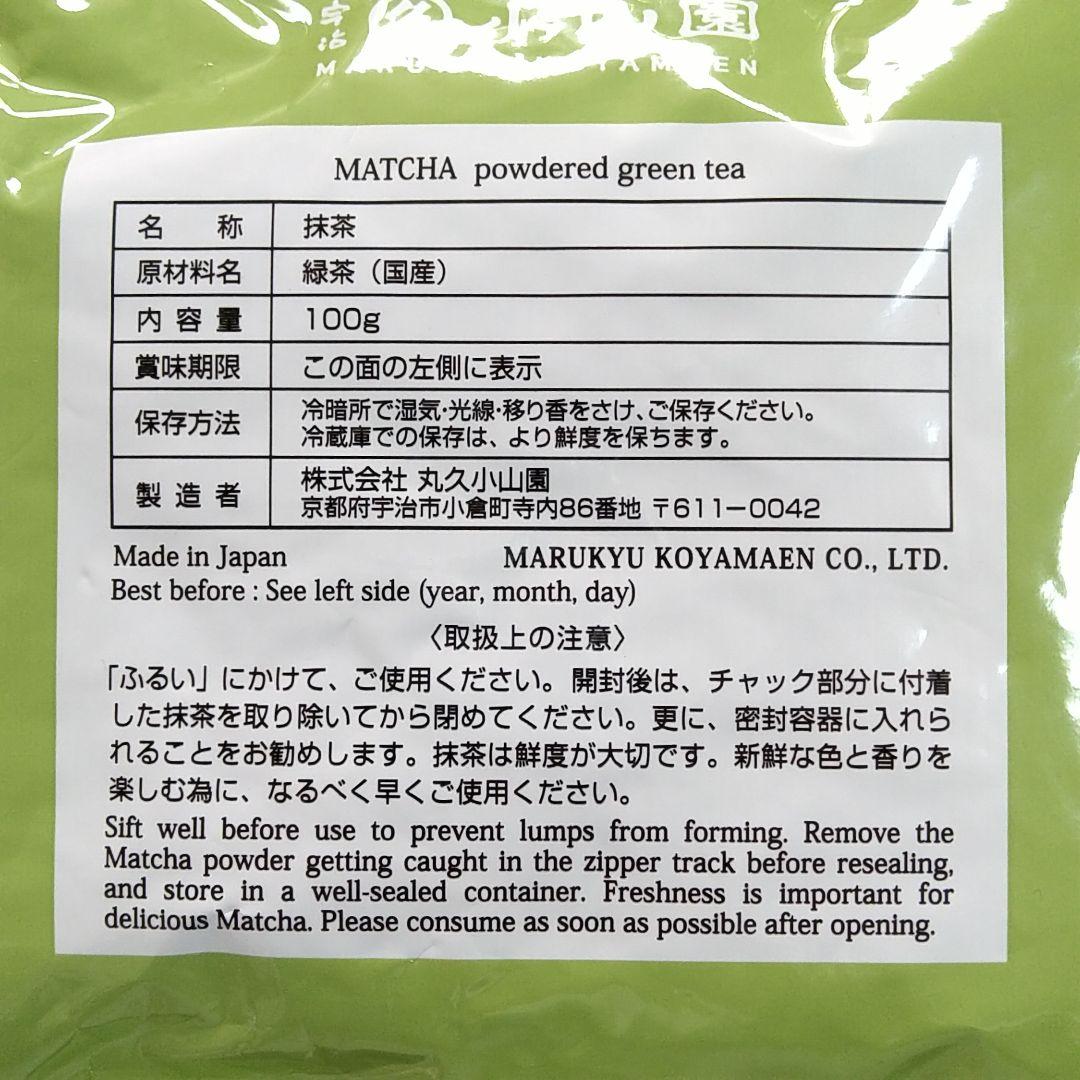 宇治
園
MATCHA powdered green tea
名 称 抹茶
原材料名 緑茶（国産）
内 容 量 100g
賞味期限 この面の左側に表示
保存方法 冷暗所で湿気・光線・移り香をさけ、ご保存ください。
冷蔵庫での保存は、より鮮度を保ちます。
製 造 者 株式会社 丸久小山園
京都府宇治市小倉町寺内86番地 〒611-0042
Made in Japan MARUKYU KOYAMAEN CO., LTD.
Best before : See left side (year, month, day)
〈取扱上の注意〉
「ふるい」にかけて、ご使用ください。開封後は、チャック部分に付着
した抹茶を取り除いてから閉めてください。更に、密封容器に入れら
れることをお勧めします。抹茶は鮮度が大切です。新鮮な色と香りを
楽しむ為に、なるべく早くご使用ください。
Sift well before use to prevent lumps from forming. Remove the
Matcha powder getting caught in the zipper track before resealing,
and store in a well-sealed container. Freshness is important for
delicious Matcha. Please consume as soon as possible after opening.